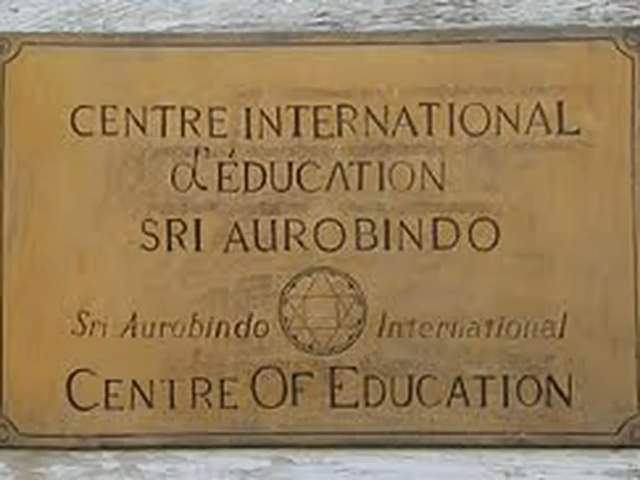 CENTRE INTERNATIONAL
d'ÉDUCATION
SRI AUROBINDO
Sri Aurobindo International
CENTRE OF EDUCATION